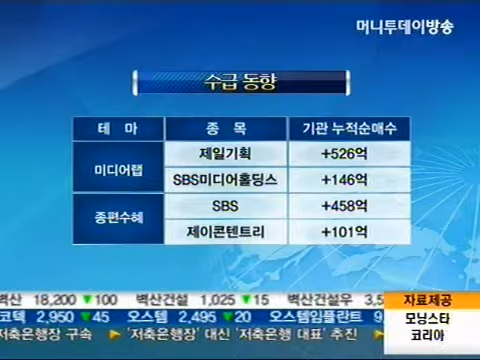 머니투데이방송
수급 동향
테 마 종 목 기관 누적순매수
미디어랩 제일기획 +526억
SBS미디어홀딩스 +146억
종편수혜 SBS +458억
제이콘텐트리 +101억
벽산 18,200 ▼100 벽산건설 1,025 ▼15 벽산건설우 3,5
코텍 2,950 ▼45 오스템 2,495 ▼20 오스템임플란트 9
저축은행장 구속 ▶ '저축은행장' 대신 '저축은행 대표' 추진 ▶
자료제공
모닝스타
코리아